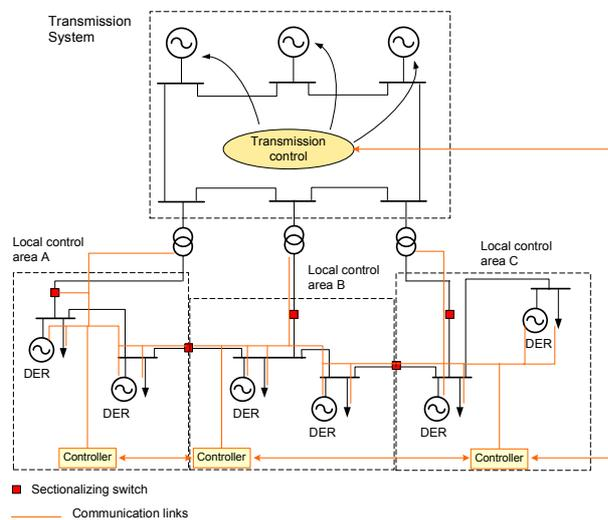 Transmission
System
Transmission
control
Local control
area A
Local control
area B
Local control
area C
DER
DER
DER
DER
DER
DER
Controller
Controller
Controller
Sectionalizing switch
Communication links